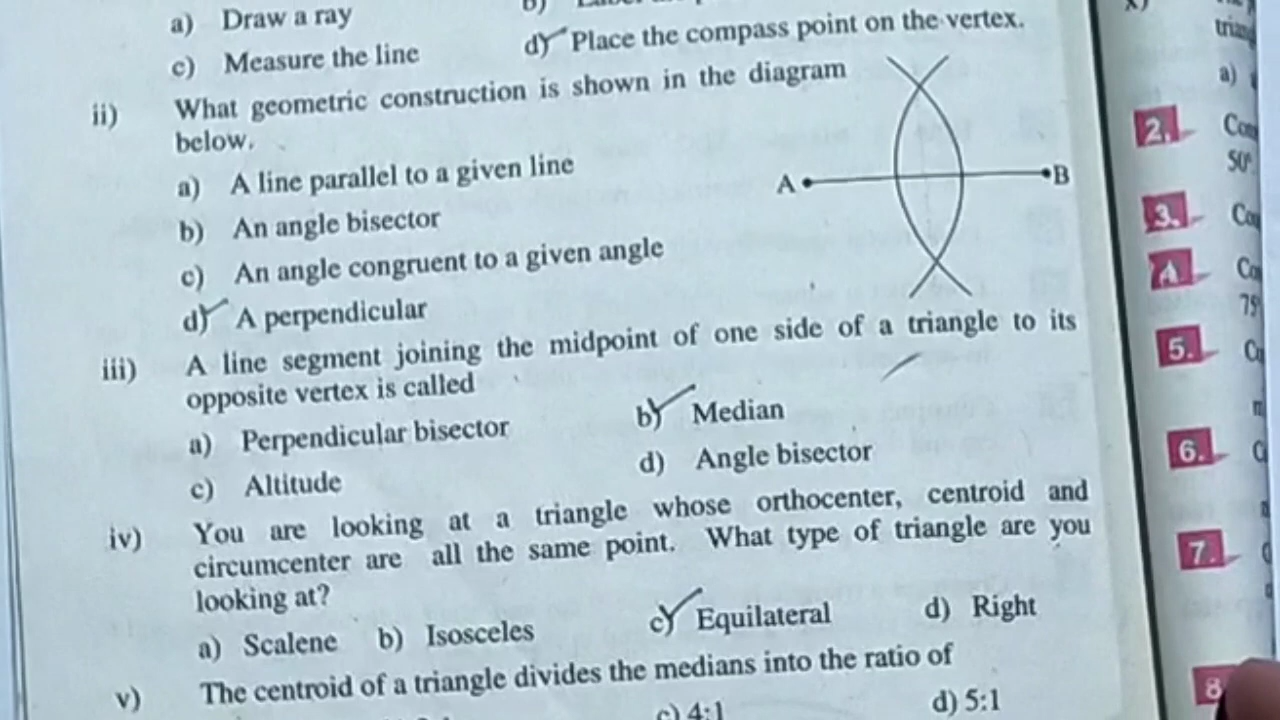 a) Draw a ray
b)
c) Measure the line
d) Place the compass point on the vertex.
ii) What geometric construction is shown in the diagram
below.
a) A line parallel to a given line
b) An angle bisector
c) An angle congruent to a given angle
d) A perpendicular
A B
iii) A line segment joining the midpoint of one side of a triangle to its
opposite vertex is called
a) Perpendicular bisector
b) Median
c) Altitude
d) Angle bisector
iv) You are looking at a triangle whose orthocenter, centroid and
circumcenter are all the same point. What type of triangle are you
looking at?
a) Scalene b) Isosceles c) Equilateral d) Right
v) The centroid of a triangle divides the medians into the ratio of
c) 4:1 d) 5:1
x)
a)
2.
50°
3.
5.
6.
7.
8